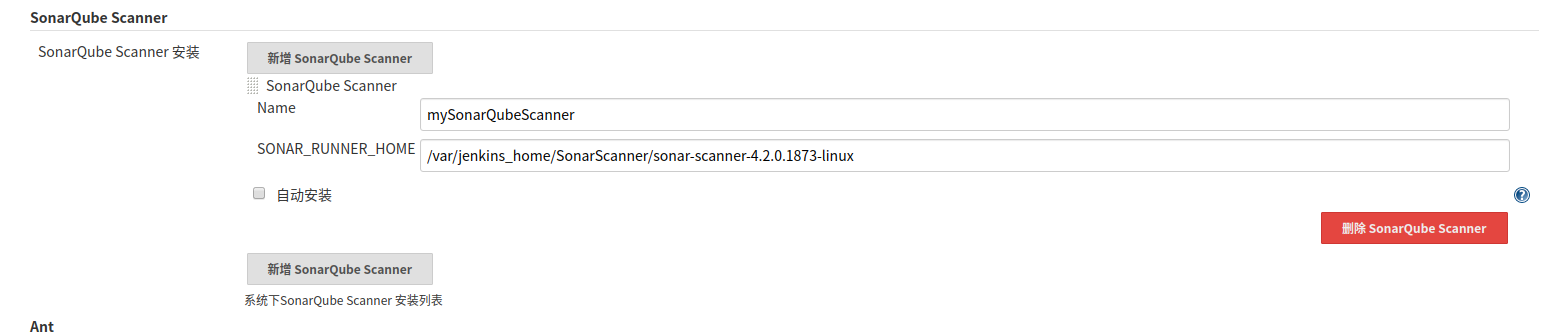 SonarQube Scanner
SonarQube Scanner 安装
新增 SonarQube Scanner
SonarQube Scanner
Name
mySonarQubeScanner
SONAR_RUNNER_HOME
/var/jenkins_home/SonarScanner/sonar-scanner-4.2.0.1873-linux
自动安装
?
删除 SonarQube Scanner
新增 SonarQube Scanner
系统下SonarQube Scanner 安装列表
Ant